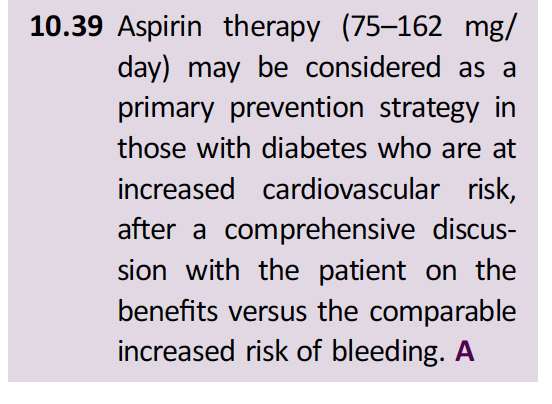 10.39 Aspirin therapy (75–162 mg/
day) may be considered as a
primary prevention strategy in
those with diabetes who are at
increased cardiovascular risk,
after a comprehensive discus-
sion with the patient on the
benefits versus the comparable
increased risk of bleeding. A